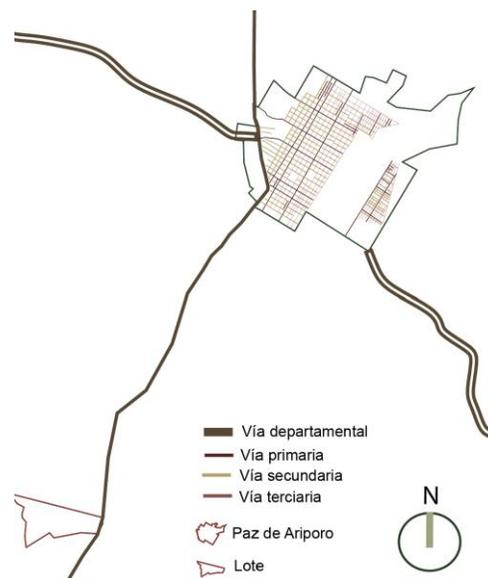 Vía departamental
Vía primaria
Vía secundaria
Vía terciaria
N
Paz de Ariporo
Lote